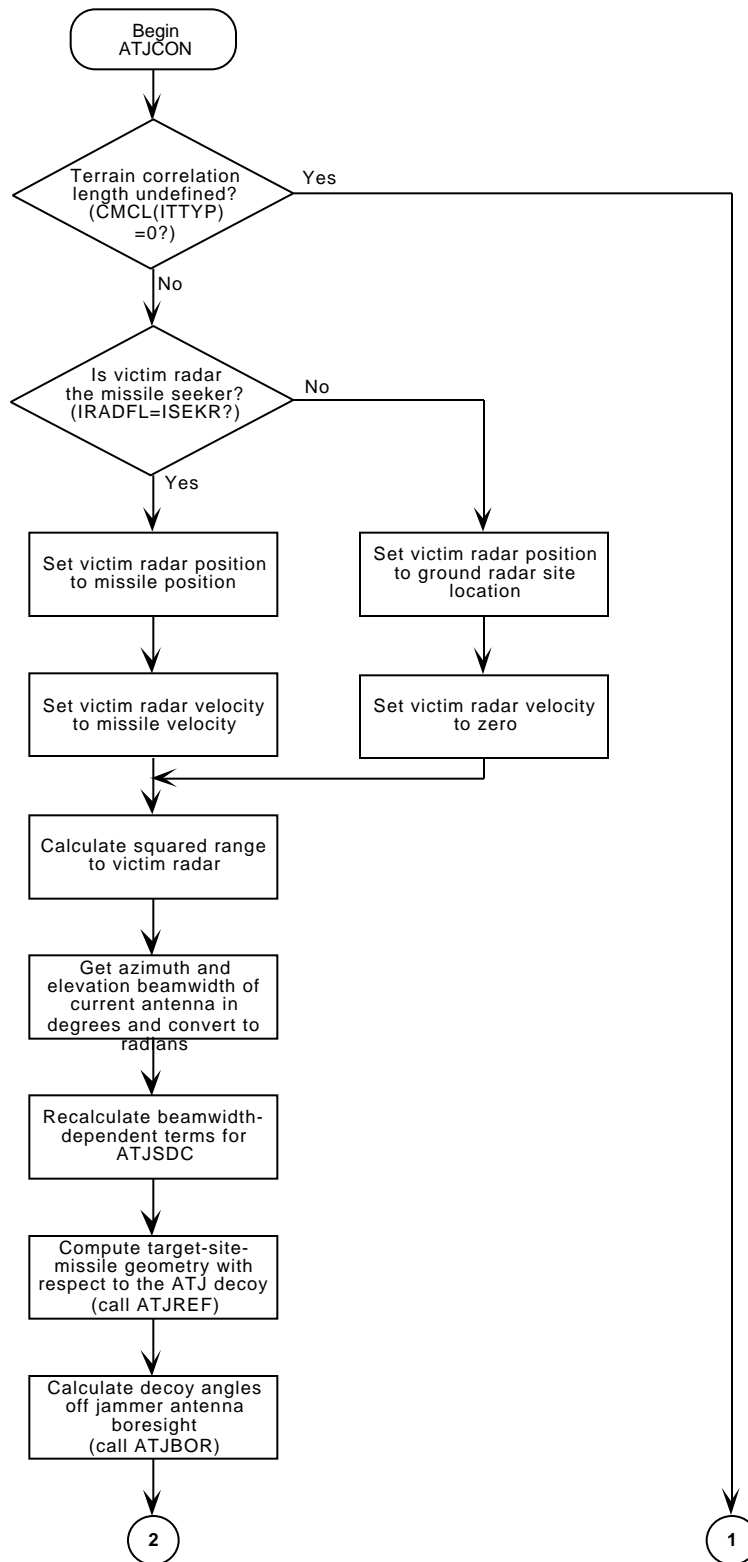 Begin
ATJCON
Terrain correlation
length undefined?
(CMCL(ITTYP)
=0?)
Yes
No
Is victim radar
the missile seeker?
(IRADFL=ISEKR?)
No
Yes
Set victim radar position
to missile position
Set victim radar position
to ground radar site
location
Set victim radar velocity
to missile velocity
Set victim radar velocity
to zero
Calculate squared range
to victim radar
Get azimuth and
elevation beamwidth of
current antenna in
degrees and convert to
radians
Recalculate beamwidth-
dependent terms for
ATJSDC
Compute target-site-
missile geometry with
respect to the ATJ decoy
(call ATJREF)
Calculate decoy angles
off jammer antenna
boresight
(call ATJBOR)
2
1